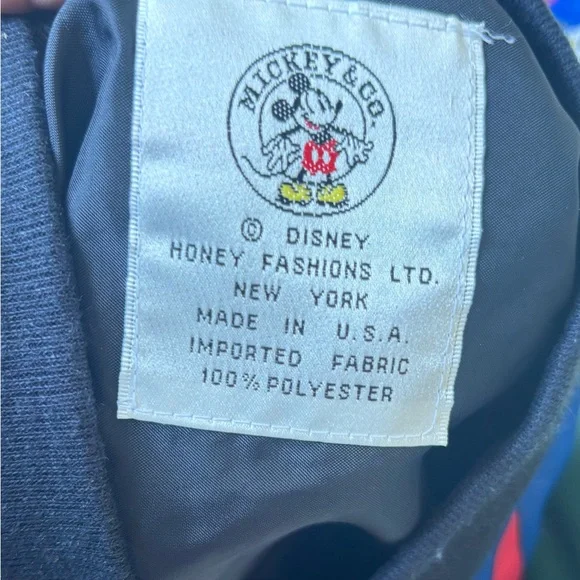 MICKEY & CO.
© DISNEY
HONEY FASHIONS LTD.
NEW YORK
MADE IN U.S.A.
IMPORTED FABRIC
100% POLYESTER